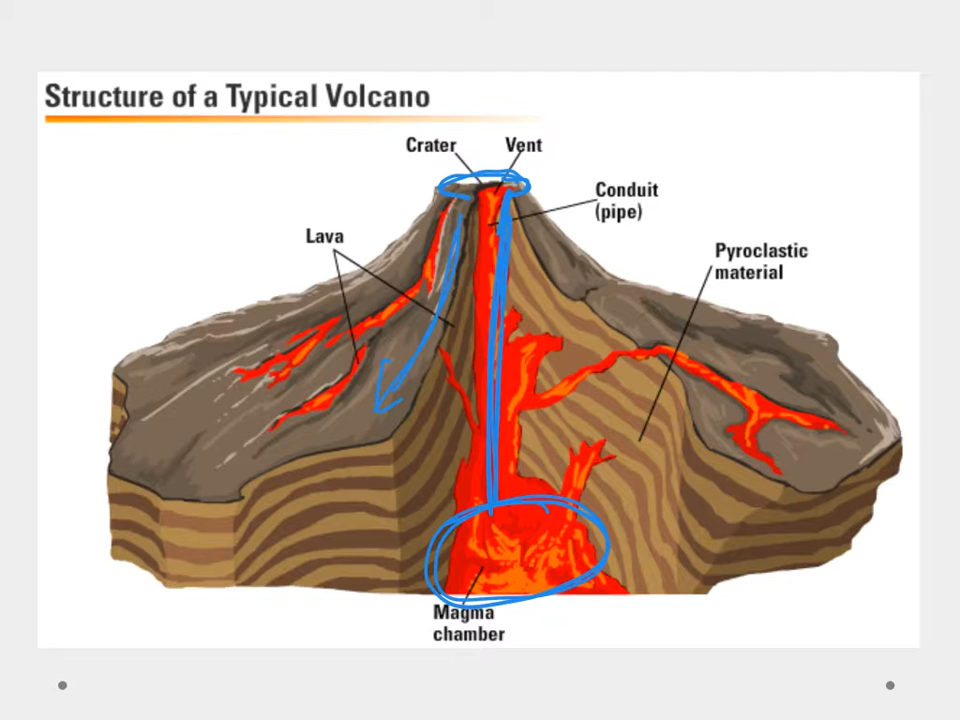 Structure of a Typical Volcano
Crater
Vent
Conduit
(pipe)
Lava
Pyroclastic
material
Magma
chamber